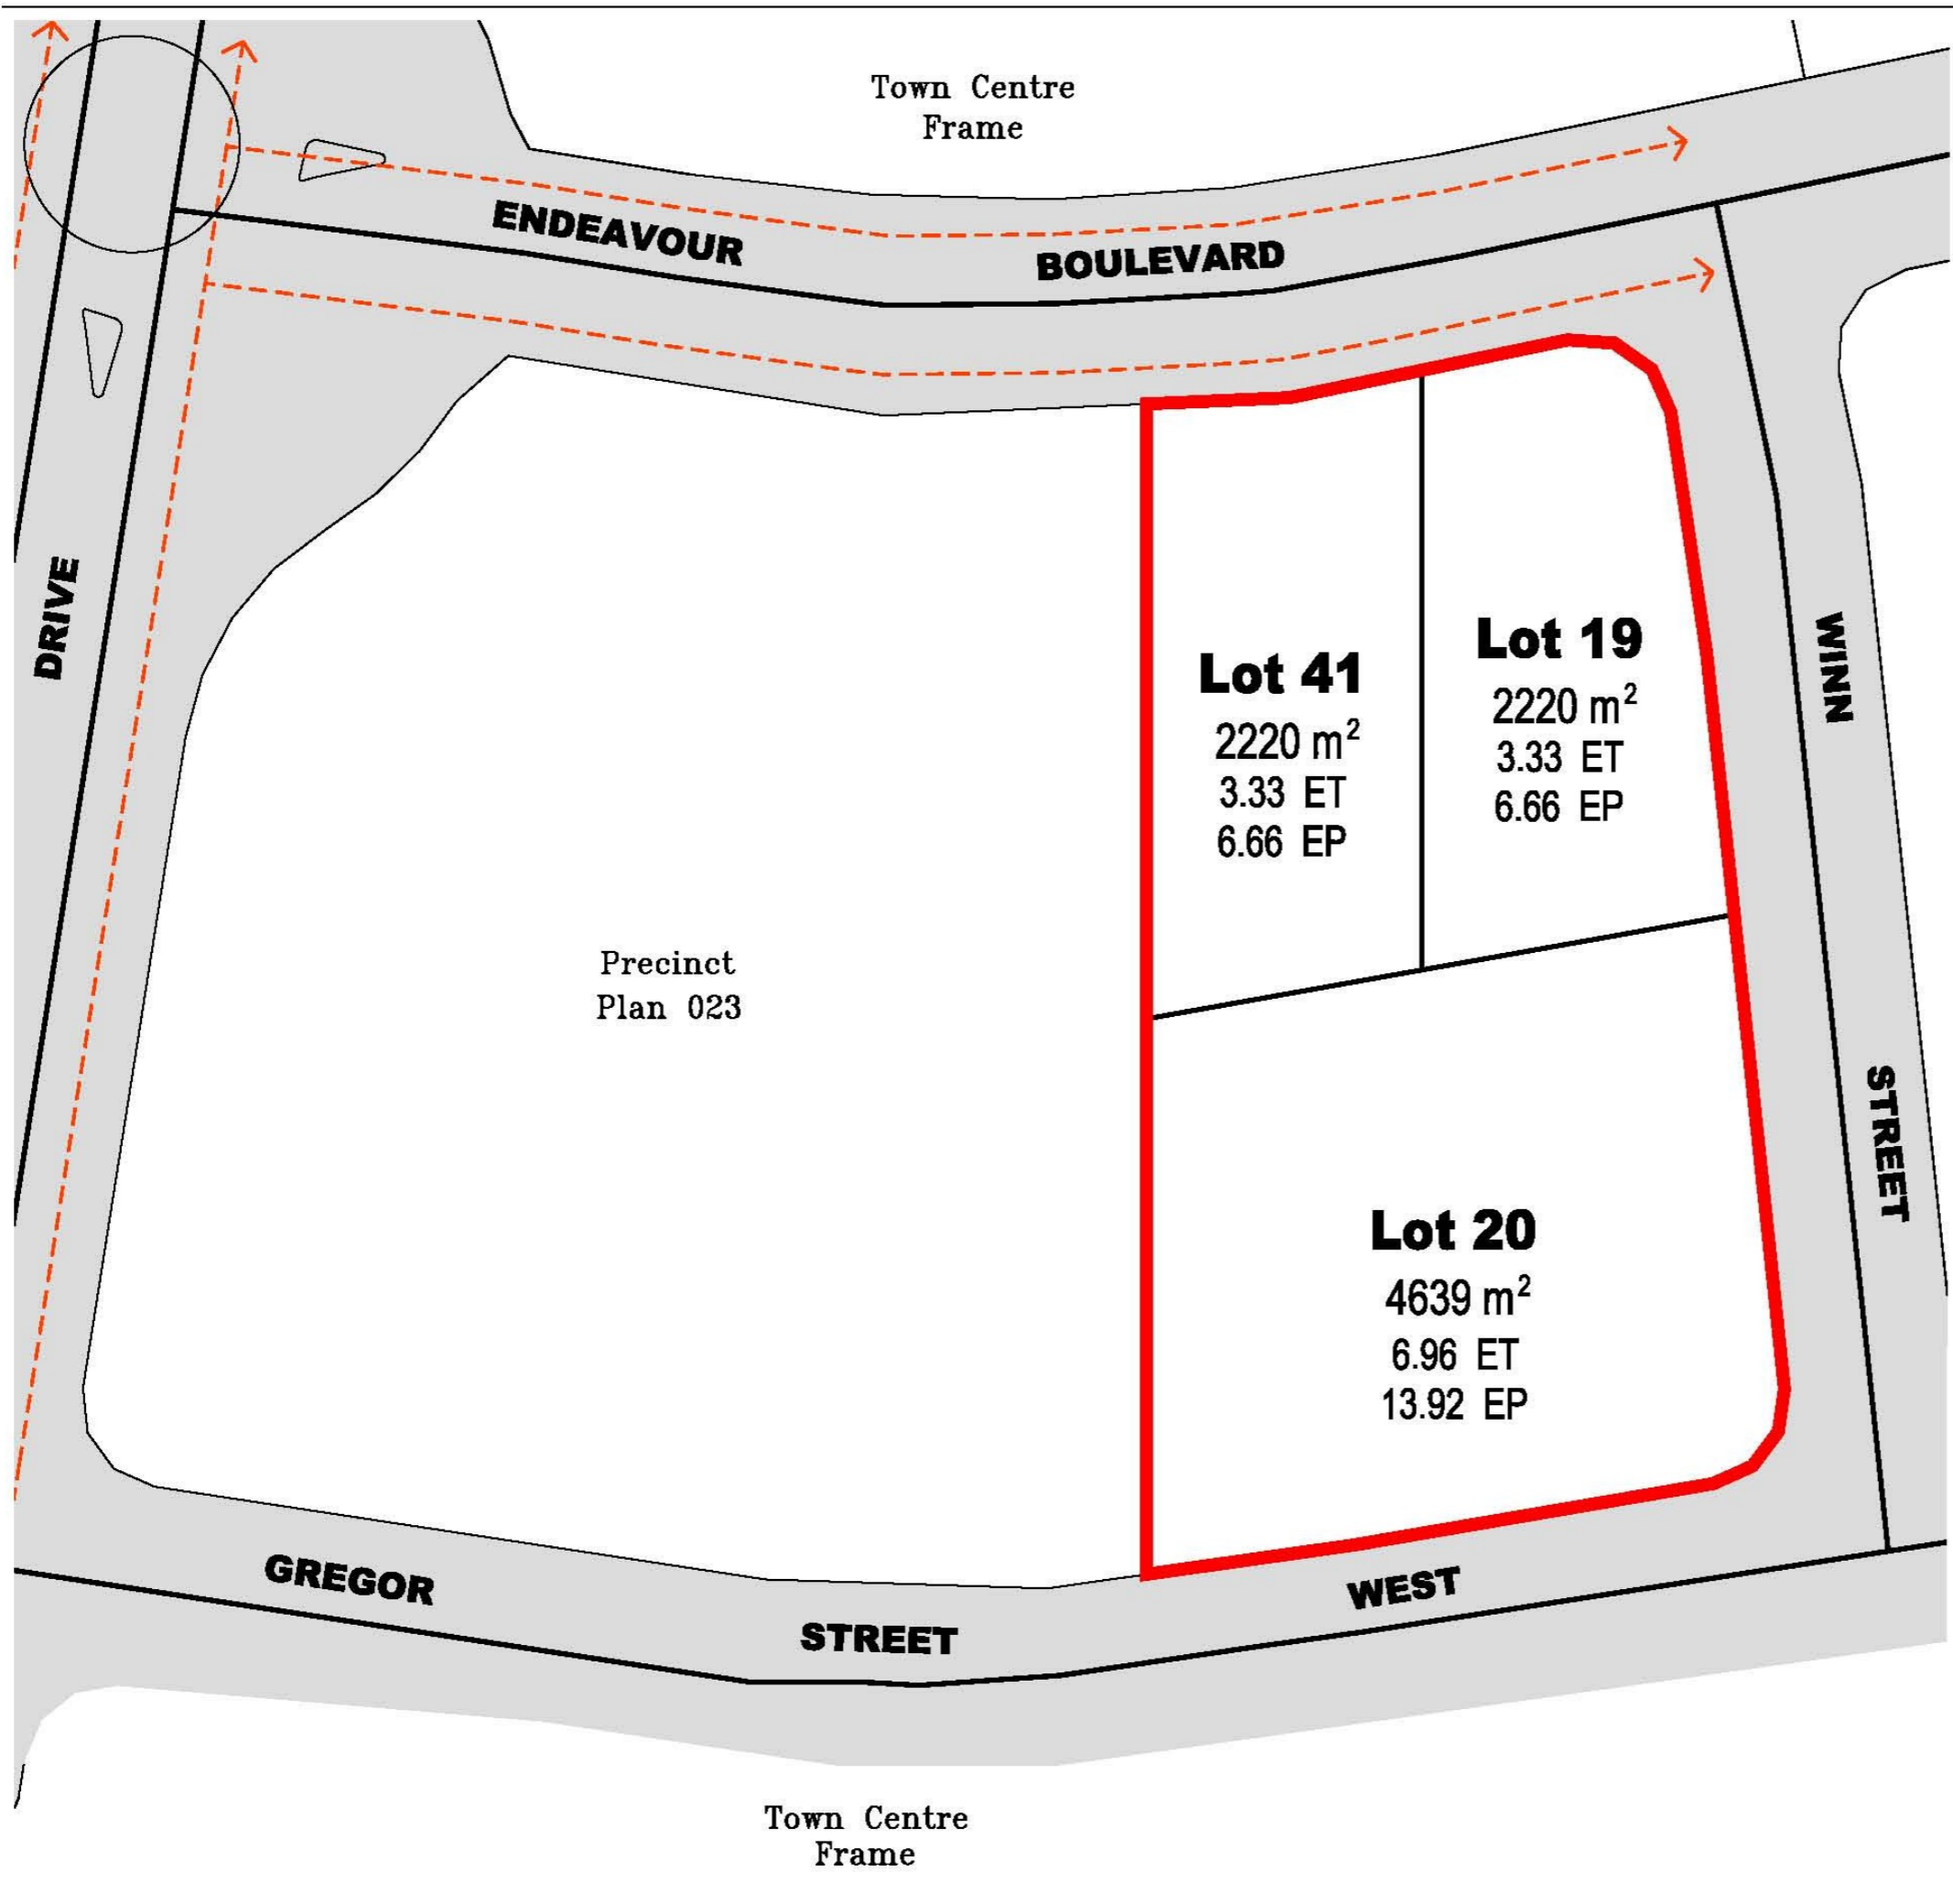 Town Centre
Frame
ENDEAVOUR BOULEVARD
DRIVE
WINN STREET
Lot 41
2220 m²
3.33 ET
6.66 EP
Lot 19
2220 m²
3.33 ET
6.66 EP
Precinct
Plan 023
Lot 20
4639 m²
6.96 ET
13.92 EP
GREGOR STREET WEST
Town Centre
Frame